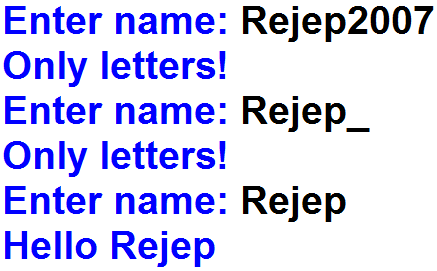 Enter name: Rejep2007
Only letters!
Enter name: Rejep_
Only letters!
Enter name: Rejep
Hello Rejep